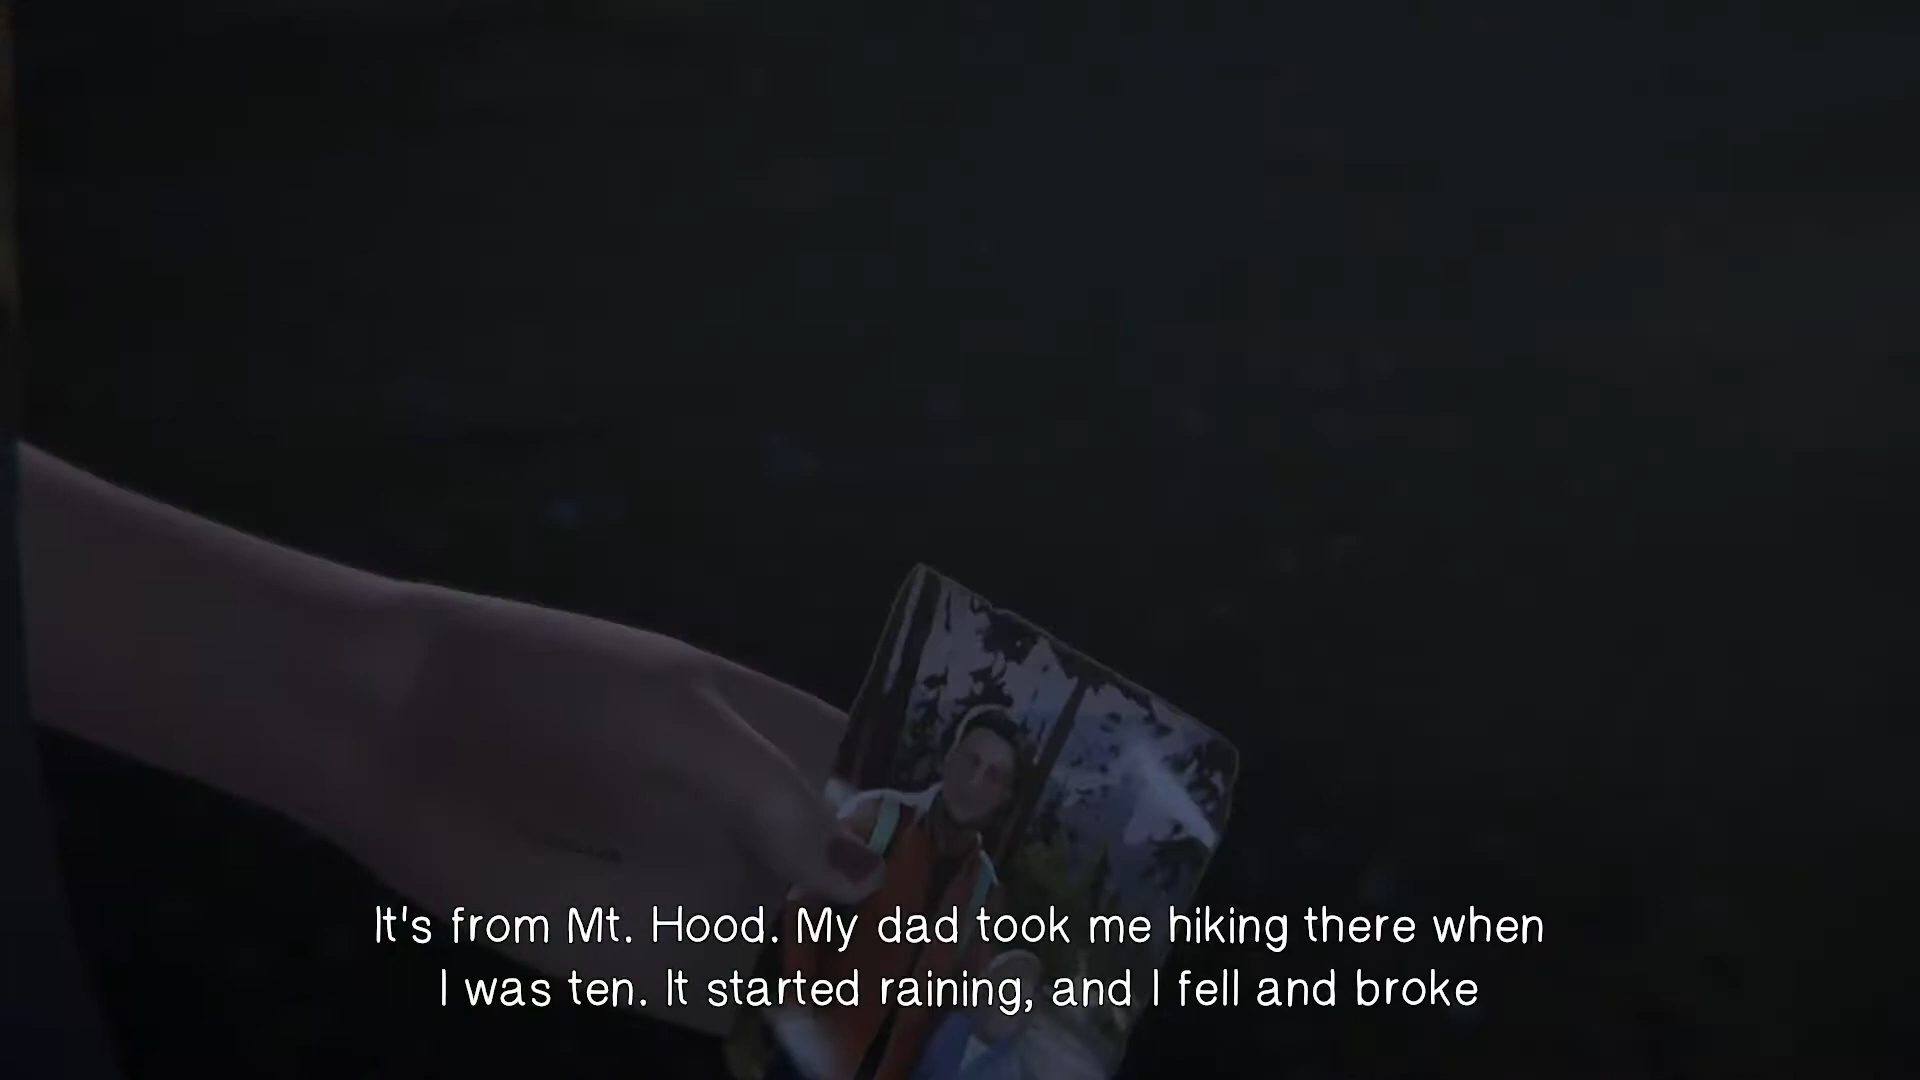 It's from Mt. Hood. My dad took me hiking there when
I was ten. It started raining, and I fell and broke